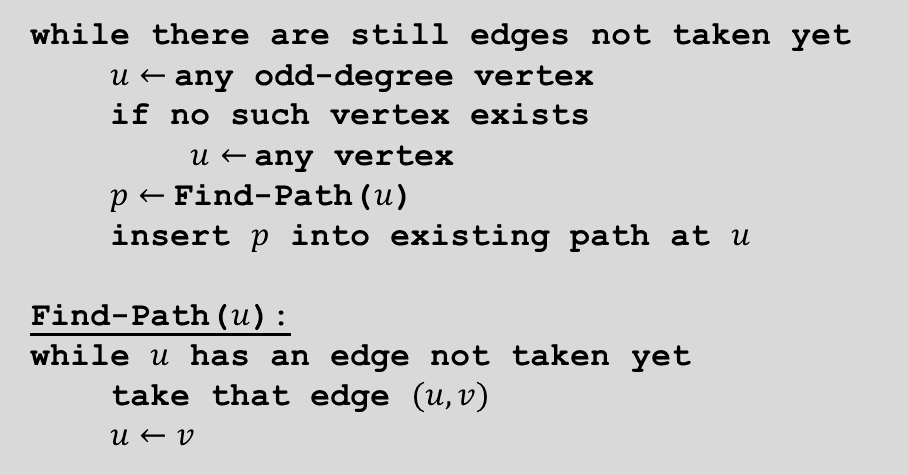 while there are still edges not taken yet
u ← any odd-degree vertex
if no such vertex exists
u ← any vertex
p ← Find-Path(u)
insert p into existing path at u
Find-Path(u):
while u has an edge not taken yet
take that edge (u,v)
u ← v